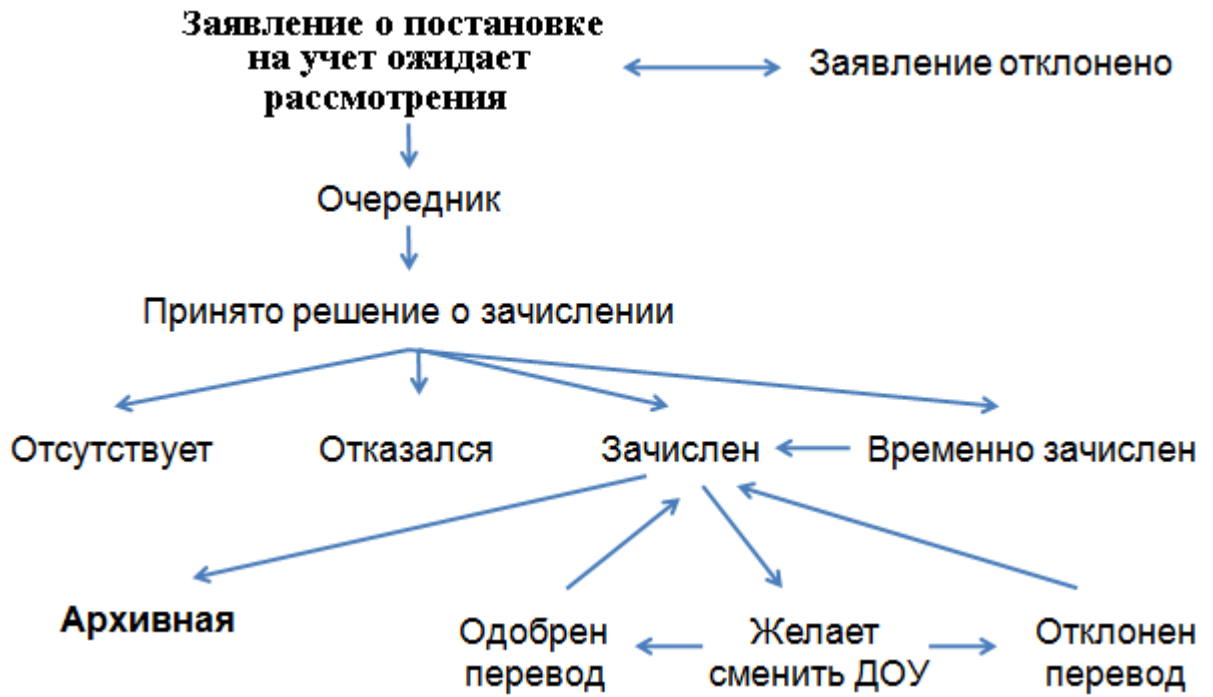 Заявление о постановке
на учет ожидает
рассмотрения
Заявление отклонено
Очередник
Принято решение о зачислении
Отсутствует
Отказался
Зачислен
Временно зачислен
Архивная
Одобрен
перевод
Желает
сменить ДОУ
Отклонен
перевод